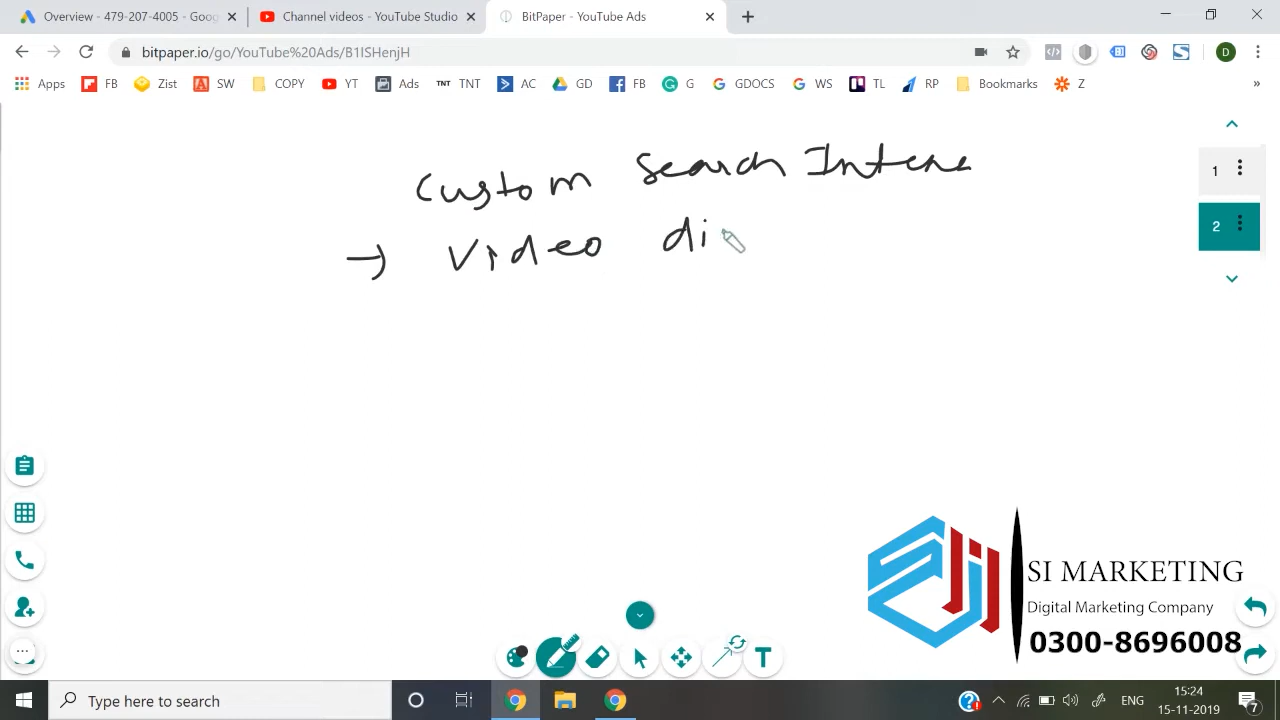 Overview - 479-207-4005 - Goog
Channel videos - YouTube Studio
BitPaper - YouTube Ads
bitpaper.io/go/YouTube%20Ads/B1ISHenjH
D
Apps FB Zist SW COPY YT Ads TNT TNT AC GD FB G GDOCS WS TL RP Bookmarks Z »
Custom Search Inten
→ Video di
1
2
SI MARKETING
Digital Marketing Company
0300-8696008
T
Type here to search
ENG
15:24
15-11-2019
7